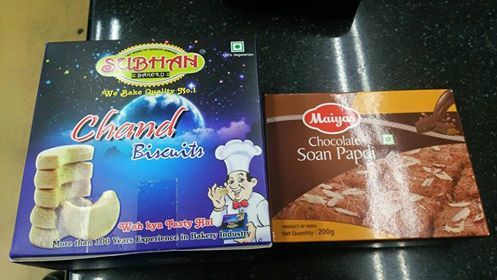 SUBHAN
BAKERY
We Bake Quality No.1
100% Vegetarian
Chand
Biscuits
Wah kya Tasty Hai
More than 100 Years Experience in Bakery Industry
Maiyas
Chocolate
Soan Papdi
PRODUCT OF INDIA
Net Quantity : 200g